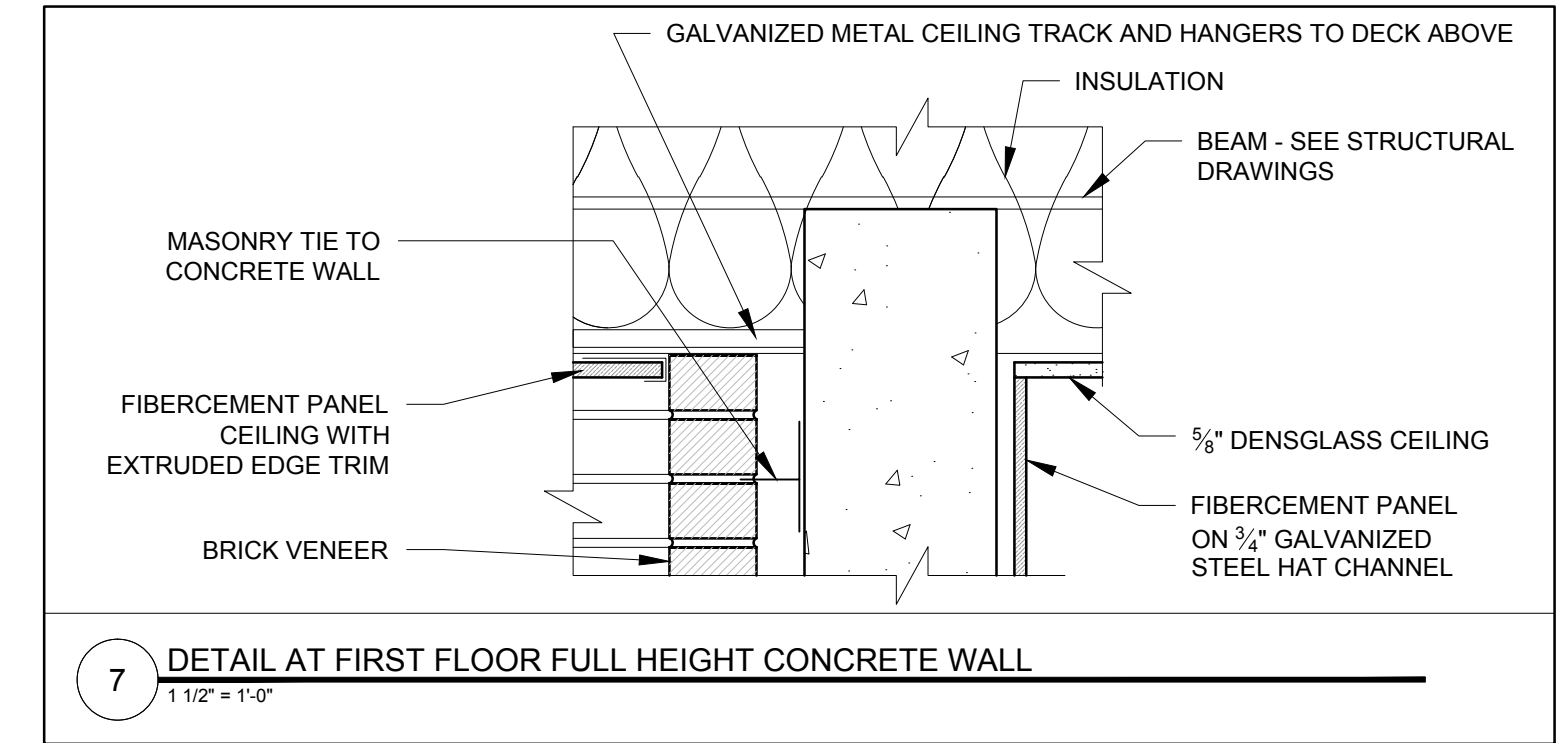 GALVANIZED METAL CEILING TRACK AND HANGERS TO DECK ABOVE
INSULATION
BEAM - SEE STRUCTURAL
DRAWINGS
MASONRY TIE TO
CONCRETE WALL
FIBERCEMENT PANEL
CEILING WITH
EXTRUDED EDGE TRIM
⅝" DENSGLASS CEILING
BRICK VENEER
FIBERCEMENT PANEL
ON ¾" GALVANIZED
STEEL HAT CHANNEL
7
DETAIL AT FIRST FLOOR FULL HEIGHT CONCRETE WALL
1 1/2" = 1'-0"